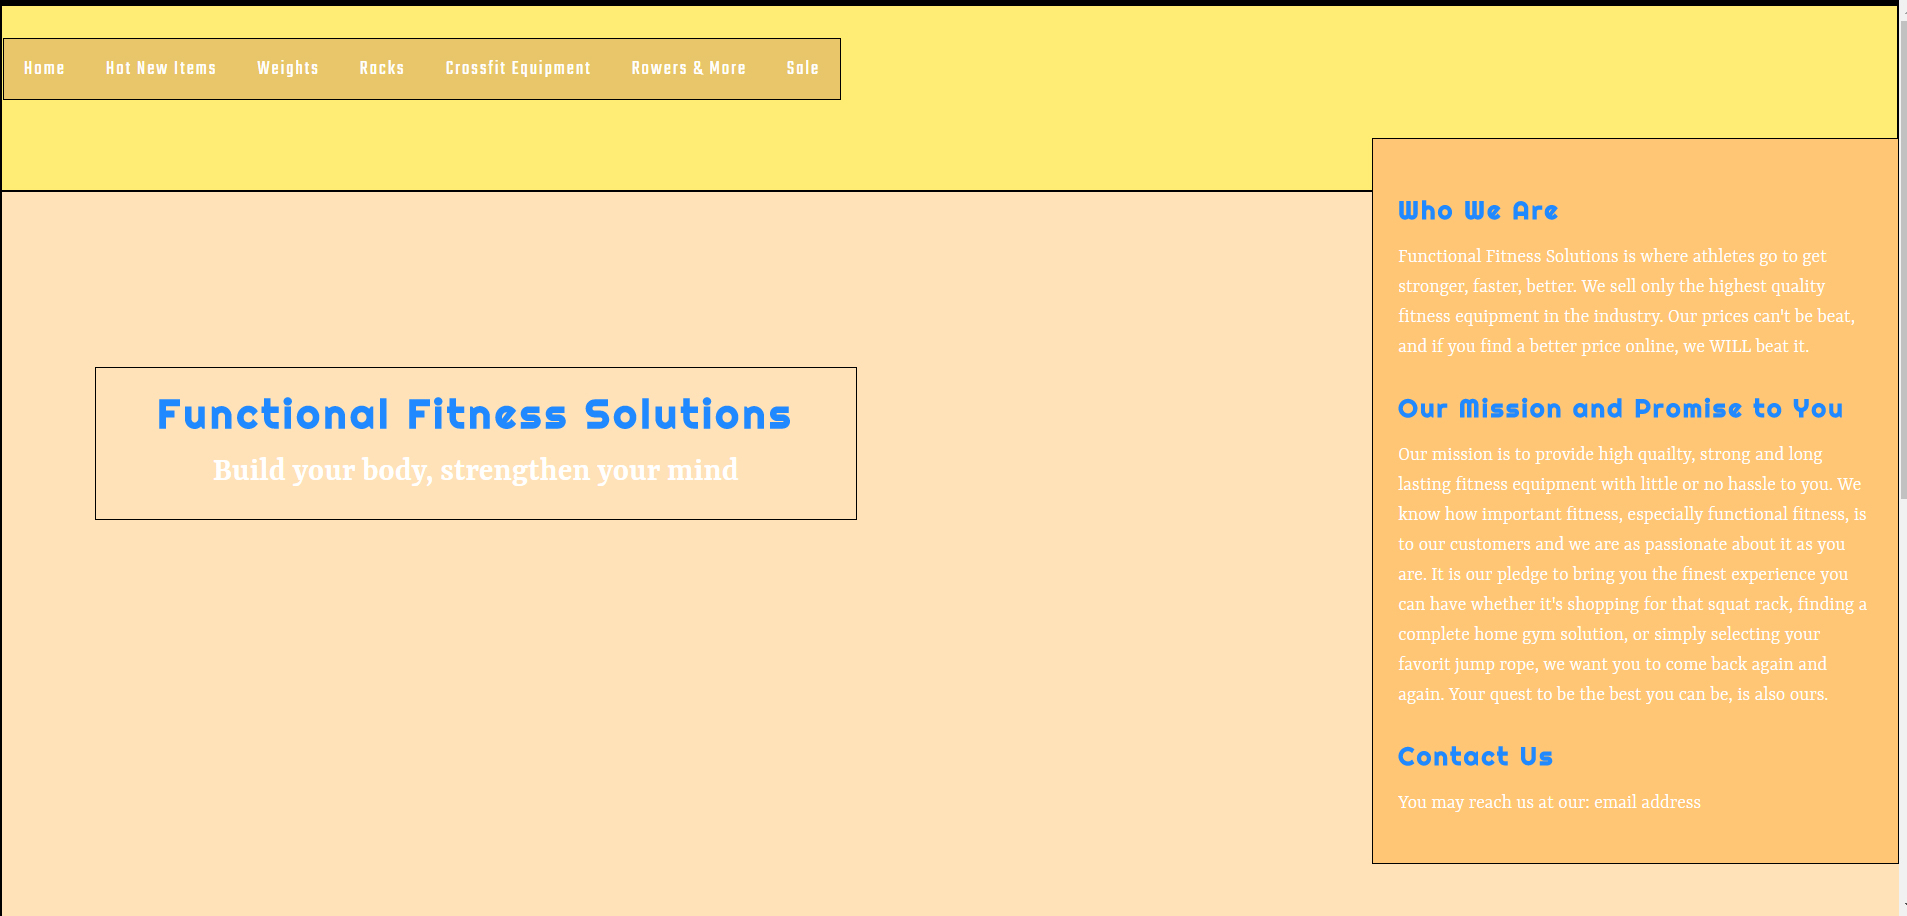 Home Hot New Items Weights Racks Crossfit Equipment Rowers & More Sale
Functional Fitness Solutions
Build your body, strengthen your mind
Who We Are
Functional Fitness Solutions is where athletes go to get
stronger, faster, better. We sell only the highest quality
fitness equipment in the industry. Our prices can't be beat,
and if you find a better price online, we WILL beat it.
Our Mission and Promise to You
Our mission is to provide high quailty, strong and long
lasting fitness equipment with little or no hassle to you. We
know how important fitness, especially functional fitness, is
to our customers and we are as passionate about it as you
are. It is our pledge to bring you the finest experience you
can have whether it's shopping for that squat rack, finding a
complete home gym solution, or simply selecting your
favorit jump rope, we want you to come back again and
again. Your quest to be the best you can be, is also ours.
Contact Us
You may reach us at our: email address